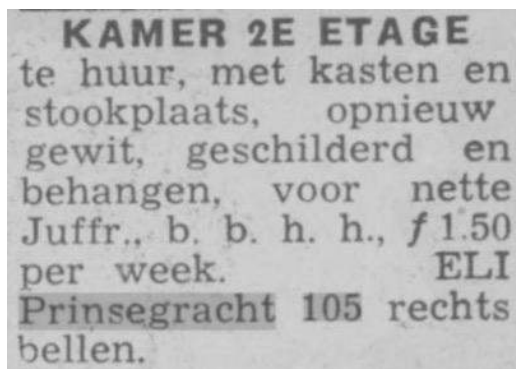 KAMER 2E ETAGE
te huur, met kasten en
stookplaats, opnieuw
gewit, geschilderd en
behangen, voor nette
Juffr., b. b. h. h., ƒ 1.50
per week. ELI
Prinsegracht 105 rechts
bellen.